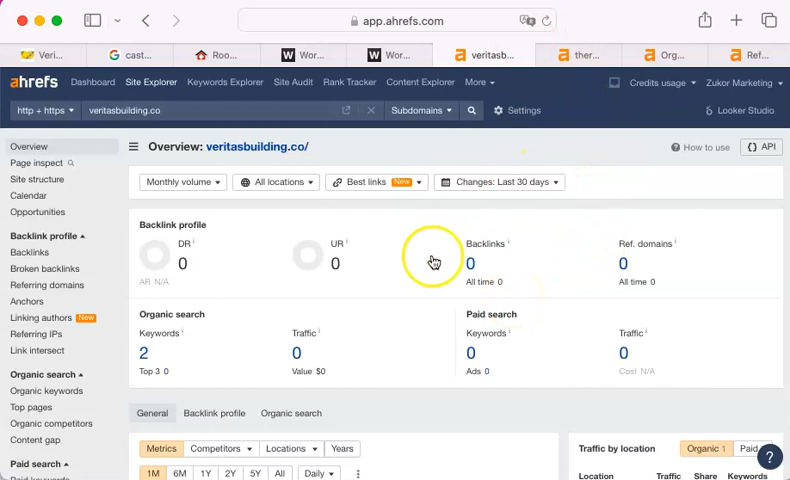 app.ahrefs.com
Veri...
cast...
Roo...
Wor...
Wor...
veritasb...
ther...
Org...
Ref...
ahrefs
Dashboard
Site Explorer
Keywords Explorer
Site Audit
Rank Tracker
Content Explorer
More
Credits usage
Zukor Marketing
http + https
veritasbuilding.co
Subdomains
Settings
Looker Studio
Overview
Page inspect
Site structure
Calendar
Opportunities
Backlink profile
Backlinks
Broken backlinks
Referring domains
Anchors
Linking authors New
Referring IPs
Link intersect
Organic search
Organic keywords
Top pages
Organic competitors
Content gap
Paid search
Overview: veritasbuilding.co/
How to use
{} API
Monthly volume
All locations
Best links New
Changes: Last 30 days
Backlink profile
DR
0
AR N/A
UR
0
Backlinks
0
All time 0
Ref. domains
0
All time 0
Organic search
Keywords
2
Top 3 0
Traffic
0
Value $0
Paid search
Keywords
0
Ads 0
Traffic
0
Cost N/A
General
Backlink profile
Organic search
Metrics
Competitors
Locations
Years
1M
6M
1Y
2Y
5Y
All
Daily
Traffic by location
Organic 1
Paid
Location
Traffic
Share
Keywords
?